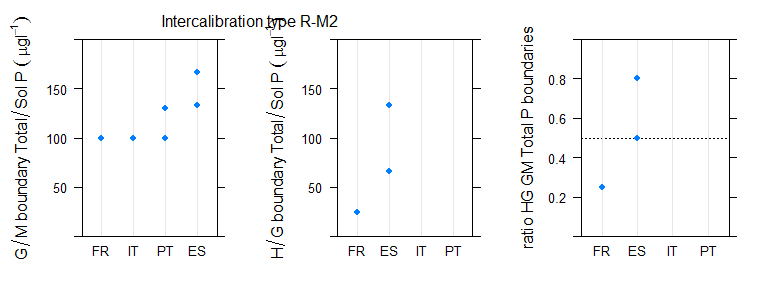 Intercalibration type R-M2
G/M boundary Total/Sol P ( µgl⁻¹)
150
100
50
FR IT PT ES
H/G boundary Total/Sol P ( µgl⁻¹)
150
100
50
FR ES IT PT
ratio HG GM Total P boundaries
0.8
0.6
0.4
0.2
FR ES IT PT